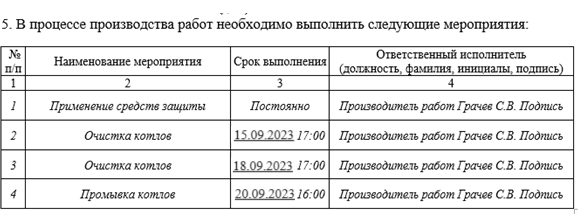 5. В процессе производства работ необходимо выполнить следующие мероприятия:
№ п/п Наименование мероприятия Срок выполнения Ответственный исполнитель (должность, фамилия, инициалы, подпись)
1 2 3 4
1 Применение средств защиты Постоянно Производитель работ Грачев С.В. Подпись
2 Очистка котлов 15.09.2023 17:00 Производитель работ Грачев С.В. Подпись
3 Очистка котлов 18.09.2023 17:00 Производитель работ Грачев С.В. Подпись
4 Промывка котлов 20.09.2023 16:00 Производитель работ Грачев С.В. Подпись